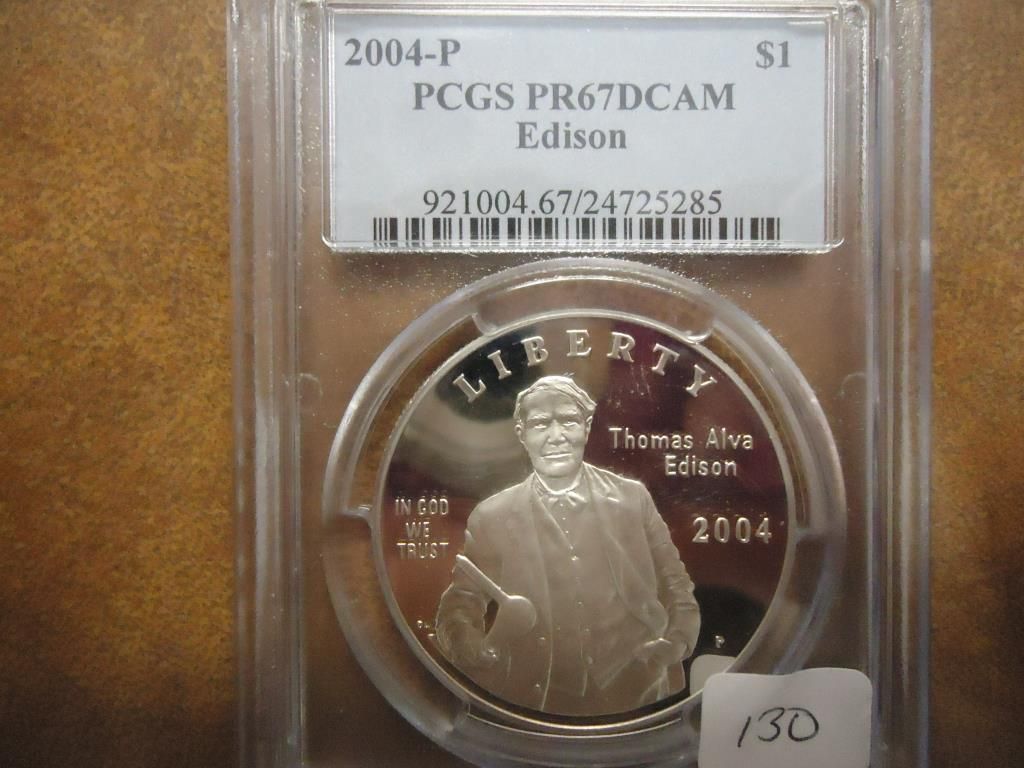 2004-P $1
PCGS PR67DCAM
Edison
921004.67/24725285
LIBERTY
Thomas Alva
Edison
IN GOD
WE
TRUST
2004
P
130